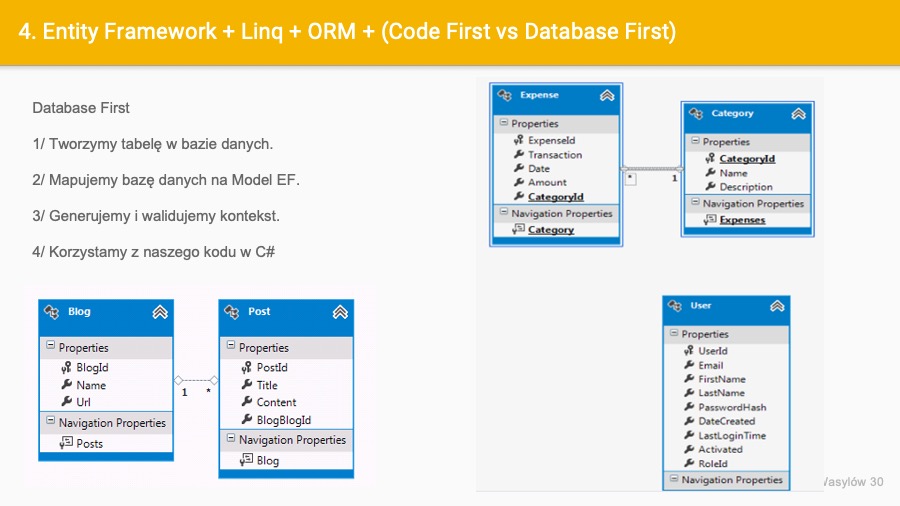 4. Entity Framework + Linq + ORM + (Code First vs Database First)
Database First
1/ Tworzymy tabelę w bazie danych.
2/ Mapujemy bazę danych na Model EF.
3/ Generujemy i walidujemy kontekst.
4/ Korzystamy z naszego kodu w C#
Blog
Properties
BlogId
Name
Url
Navigation Properties
Posts
1
*
Post
Properties
PostId
Title
Content
BlogBlogId
Navigation Properties
Blog
Expense
Properties
ExpenseId
Transaction
Date
Amount
CategoryId
Navigation Properties
Category
*
1
Category
Properties
CategoryId
Name
Description
Navigation Properties
Expenses
User
Properties
UserId
Email
FirstName
LastName
PasswordHash
DateCreated
LastLoginTime
Activated
RoleId
Navigation Properties
30